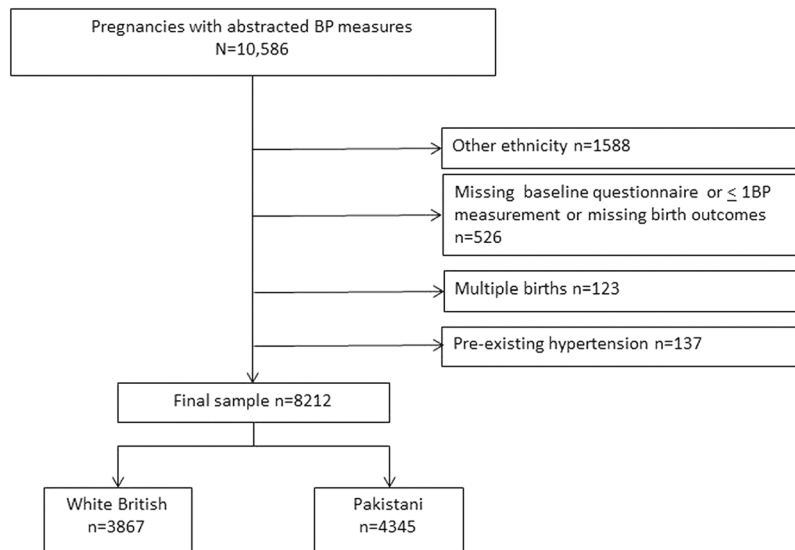 Pregnancies with abstracted BP measures
N=10,586
Other ethnicity n=1588
Missing baseline questionnaire or ≤ 1BP
measurement or missing birth outcomes
n=526
Multiple births n=123
Pre-existing hypertension n=137
Final sample n=8212
White British
n=3867
Pakistani
n=4345